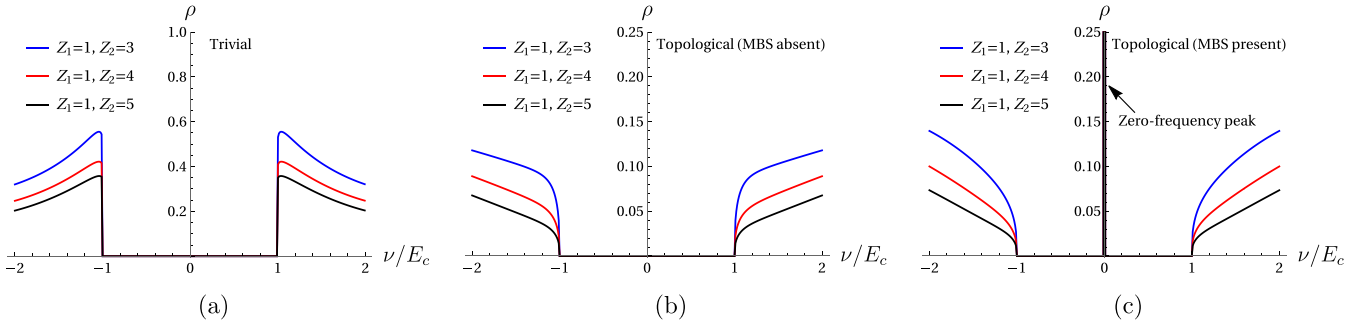 ρ
1.0
0.8
0.6
0.4
0.2
Z₁=1, Z₂=3
Z₁=1, Z₂=4
Z₁=1, Z₂=5
Trivial
−2
−1
0
1
2
ν/E_c
(a)
ρ
0.25
0.20
0.15
0.10
0.05
Z₁=1, Z₂=3
Z₁=1, Z₂=4
Z₁=1, Z₂=5
Topological (MBS absent)
−2
−1
0
1
2
ν/E_c
(b)
ρ
0.25
0.20
0.15
0.10
0.05
Z₁=1, Z₂=3
Z₁=1, Z₂=4
Z₁=1, Z₂=5
Topological (MBS present)
Zero-frequency peak
−2
−1
0
1
2
ν/E_c
(c)